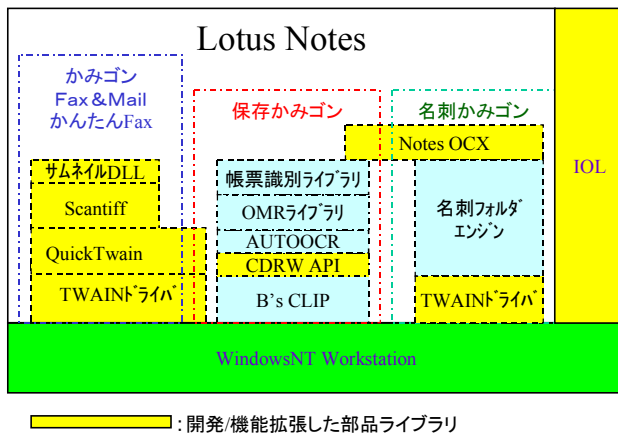 Lotus Notes
かみゴン
Fax＆Mail
かんたんFax
保存かみゴン
名刺かみゴン
Notes OCX
IOL
サムネイルDLL
Scantiff
QuickTwain
TWAINﾄﾞﾗｲﾊﾞ
帳票識別ライブラリ
OMRライブラリ
AUTOOCR
CDRW API
B's CLIP
名刺フォルダ
エンジン
TWAINﾄﾞﾗｲﾊﾞ
WindowsNT Workstation
：開発/機能拡張した部品ライブラリ